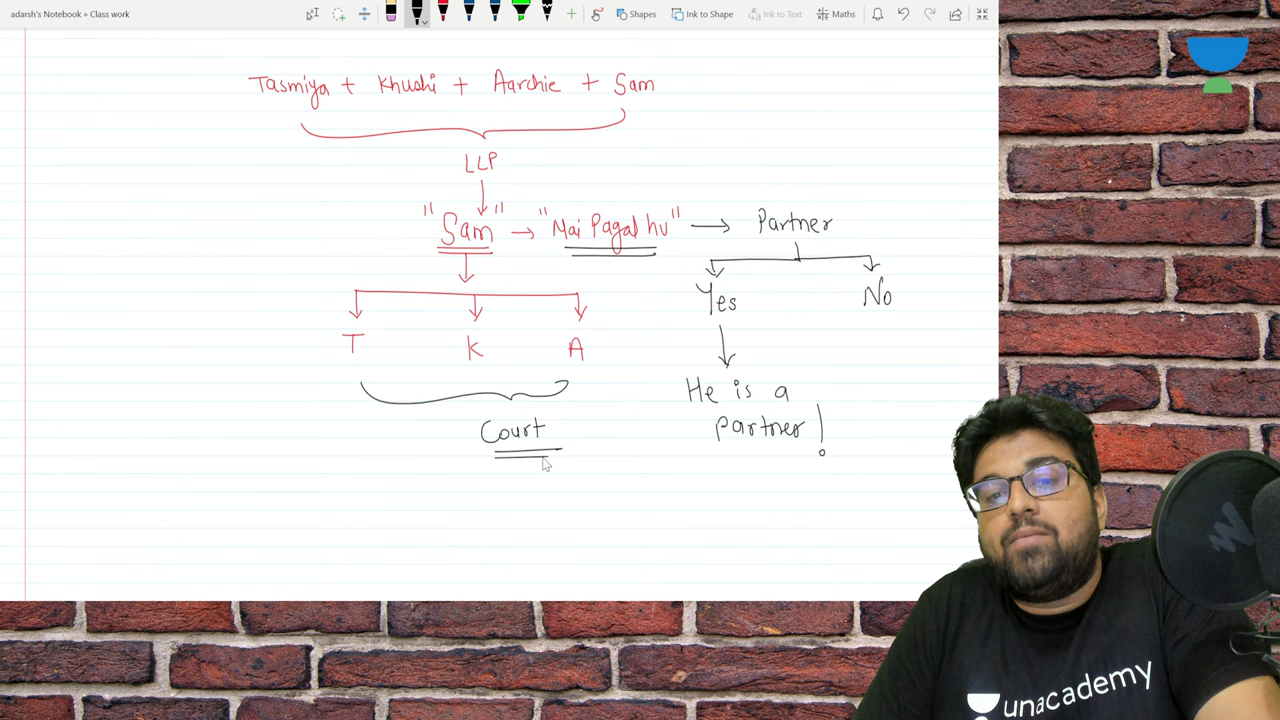 adarsh's Notebook » Class work
Shapes
Ink to Shape
Ink to Text
Maths
Tasmiya + Khushi + Aarchie + Sam
LLP
"Sam" → "Mai Pagal hu" → Partner
Yes No
T K A
He is a
partner!
Court
unacademy